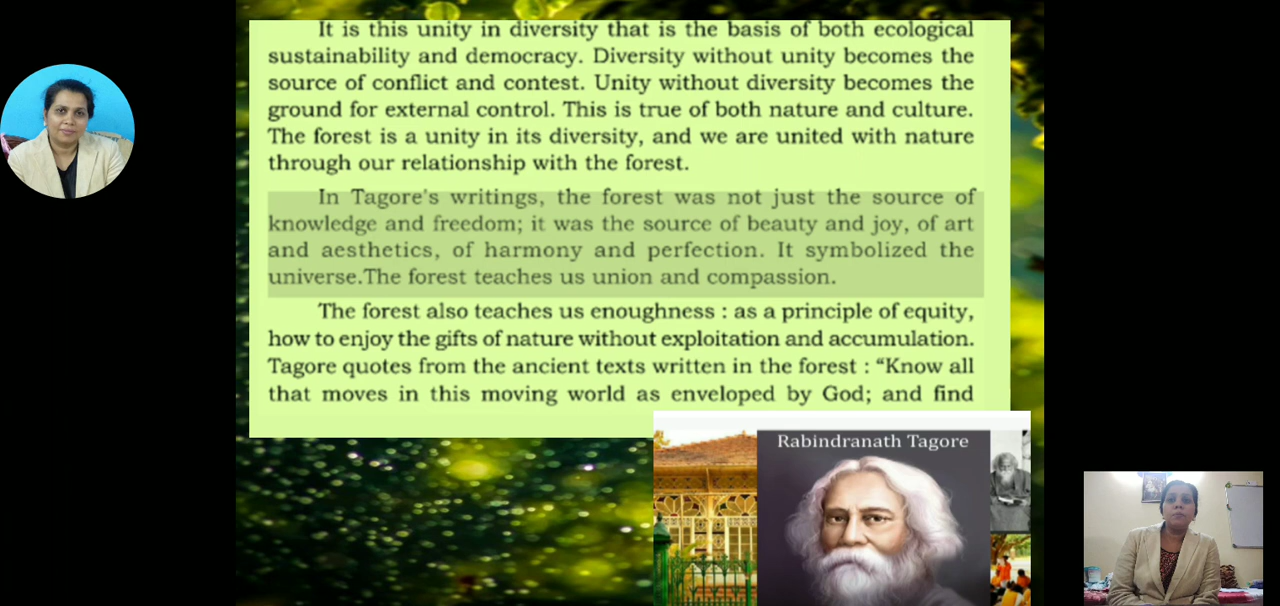 It is this unity in diversity that is the basis of both ecological
sustainability and democracy. Diversity without unity becomes the
source of conflict and contest. Unity without diversity becomes the
ground for external control. This is true of both nature and culture.
The forest is a unity in its diversity, and we are united with nature
through our relationship with the forest.
In Tagore's writings, the forest was not just the source of
knowledge and freedom; it was the source of beauty and joy, of art
and aesthetics, of harmony and perfection. It symbolized the
universe.The forest teaches us union and compassion.
The forest also teaches us enoughness : as a principle of equity,
how to enjoy the gifts of nature without exploitation and accumulation.
Tagore quotes from the ancient texts written in the forest : “Know all
that moves in this moving world as enveloped by God; and find
Rabindranath Tagore